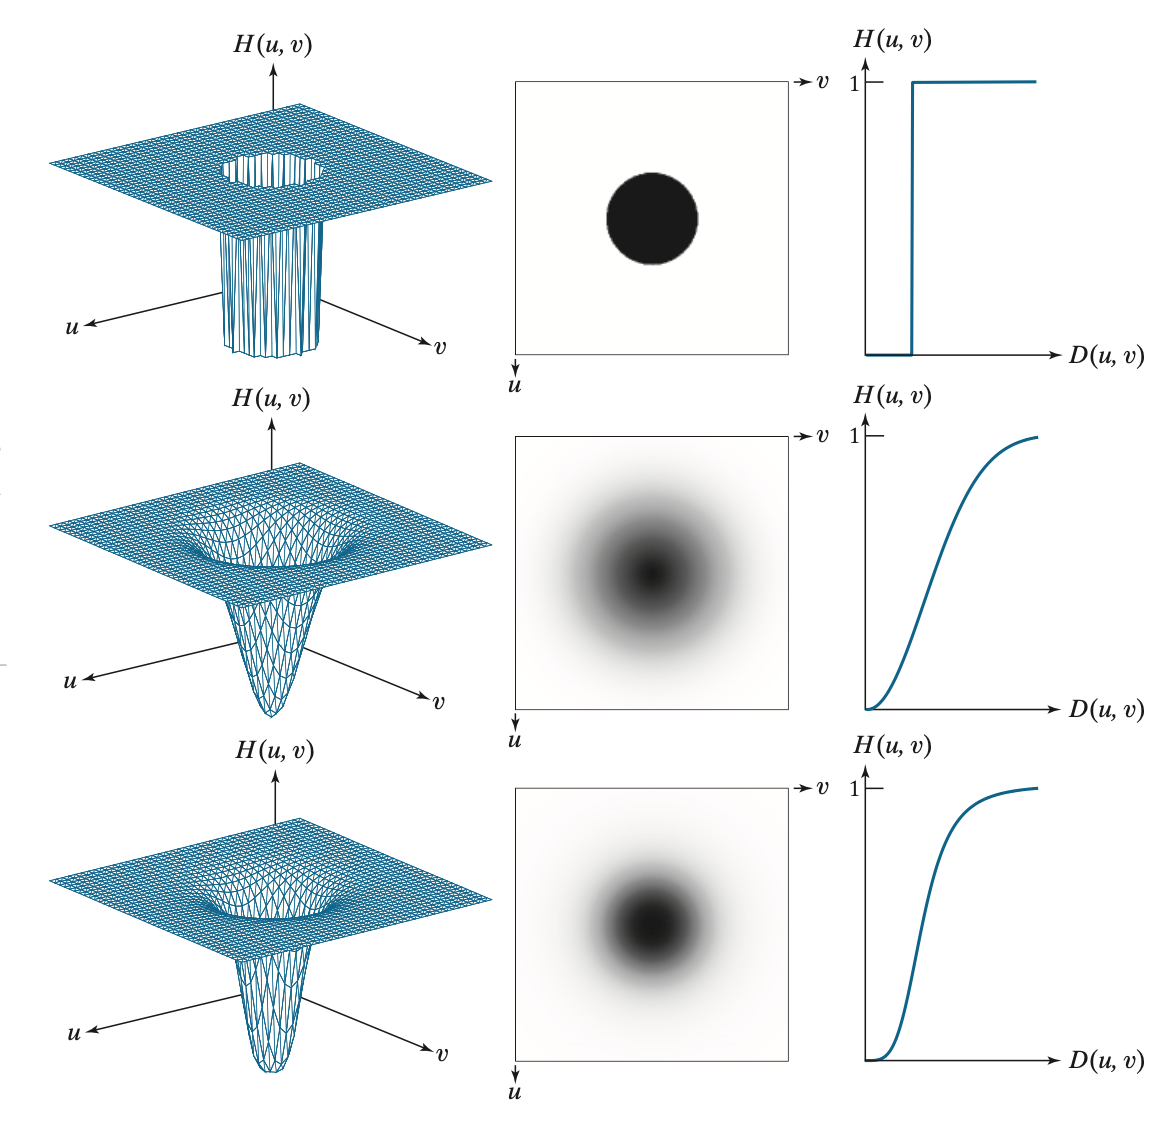 H(u, v)
u
v
v
u
H(u, v)
1
D(u, v)
H(u, v)
u
v
v
u
H(u, v)
1
D(u, v)
H(u, v)
u
v
v
u
H(u, v)
1
D(u, v)